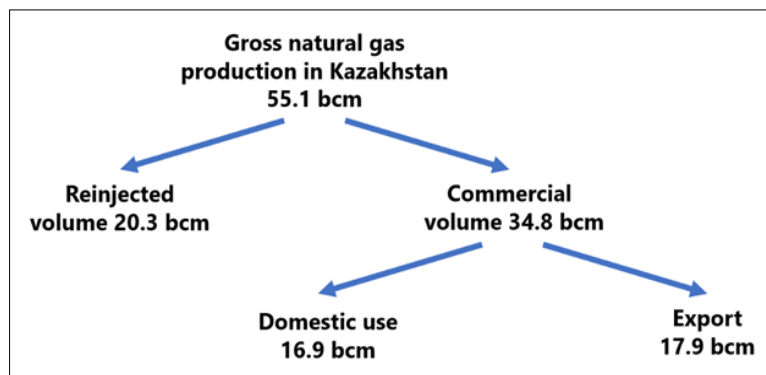 Gross natural gas
production in Kazakhstan
55.1 bcm
Reinjected
volume 20.3 bcm
Commercial
volume 34.8 bcm
Domestic use
16.9 bcm
Export
17.9 bcm